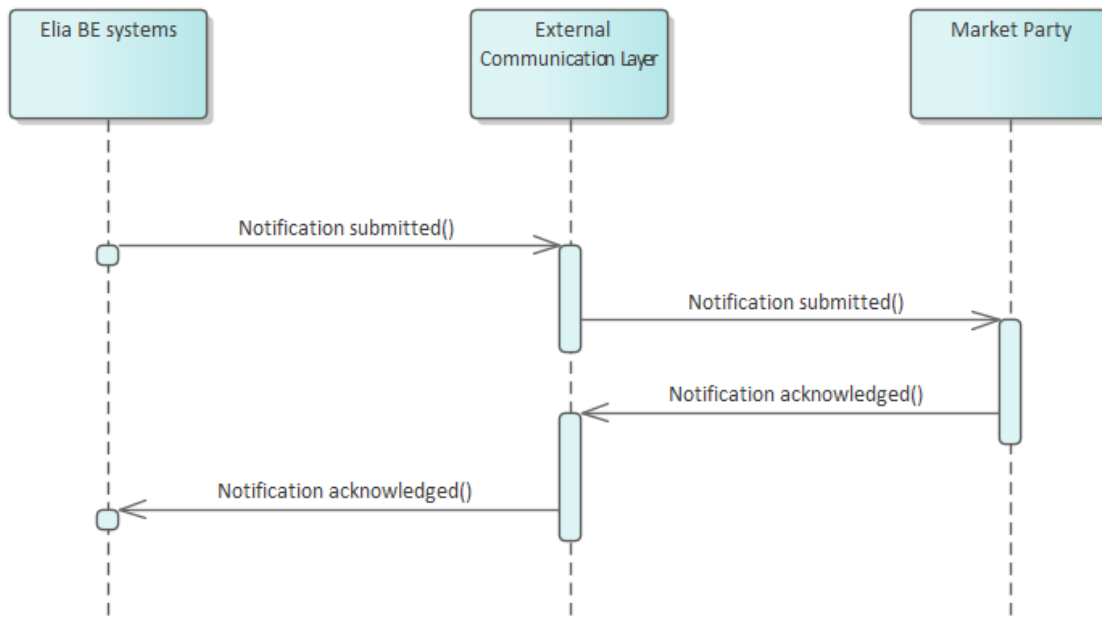 Elia BE systems
External
Communication Layer
Market Party
Notification submitted()
Notification submitted()
Notification acknowledged()
Notification acknowledged()